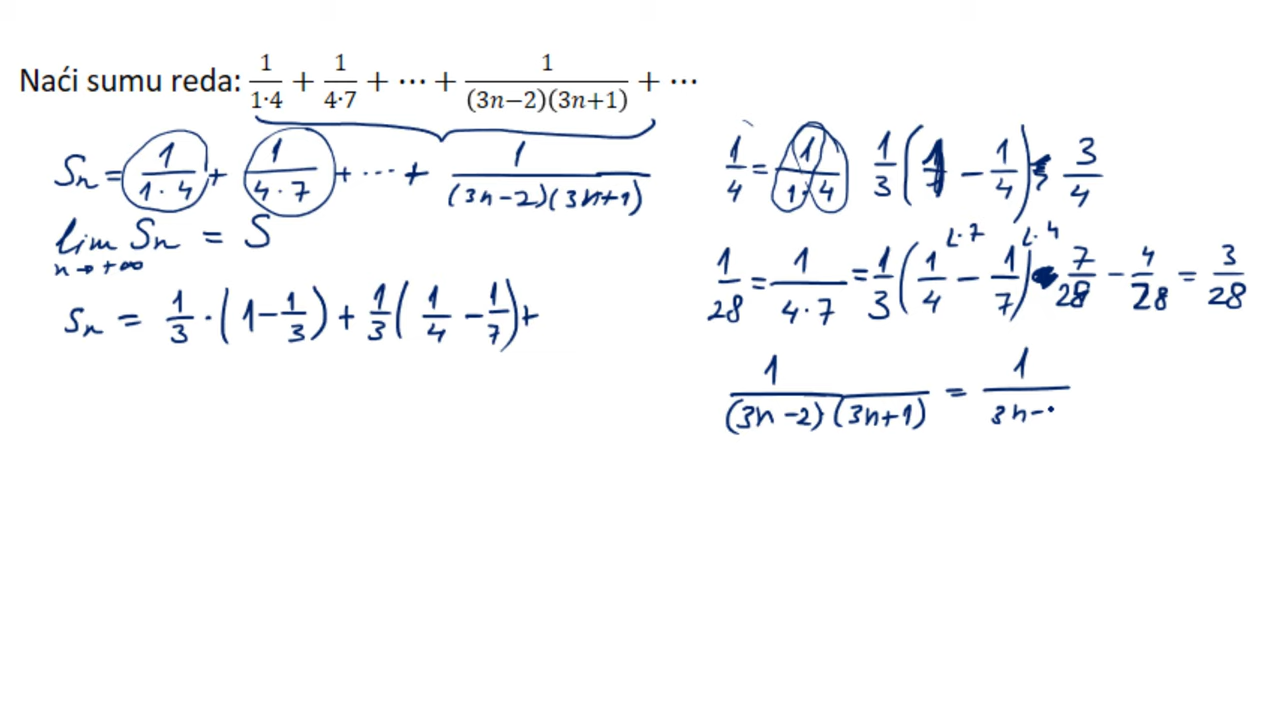 Naći sumu reda: 1/(1·4) + 1/(4·7) + ⋯ + 1/((3n−2)(3n+1)) + ⋯
Sn = 1/(1·4) + 1/(4·7) + ⋯ + 1/((3n−2)(3n+1))
lim Sn = S
n→+∞
Sn = 1/3 · (1 − 1/3) + 1/3 (1/4 − 1/7) +
1/4 = 1/(1·4) 1/3 (1 − 1/4) 3/4
1/28 = 1/(4·7) = 1/3 (1/4 − 1/7) 7/28 − 4/28 = 3/28
1/((3n−2)(3n+1)) = 1/(3n−